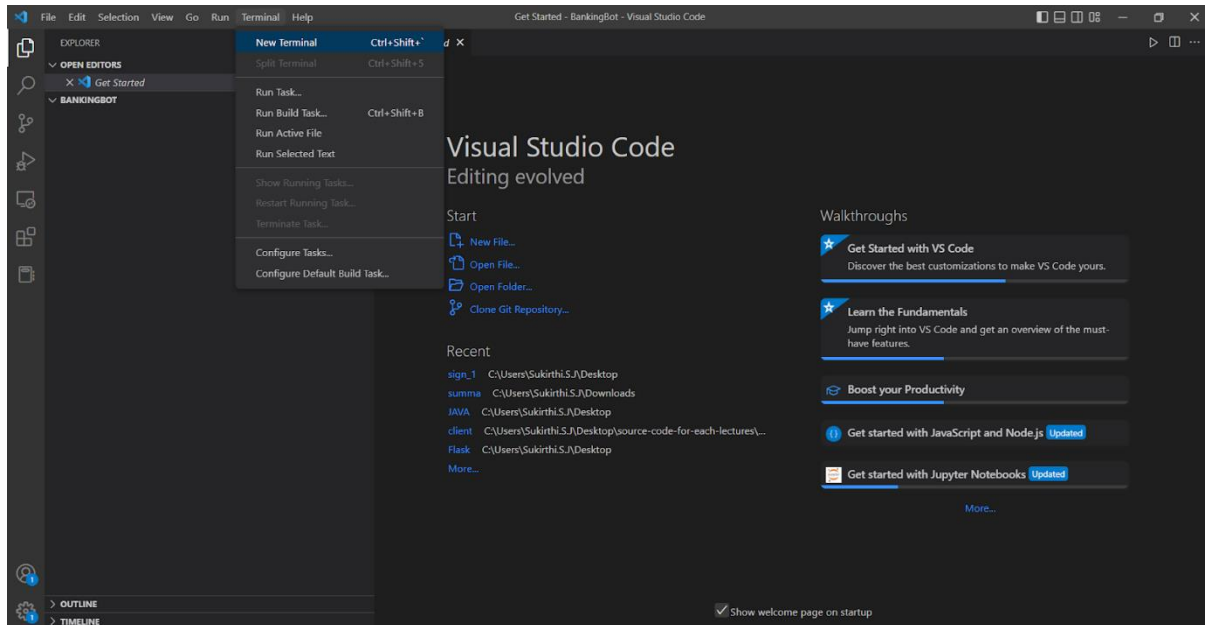 File Edit Selection View Go Run Terminal Help
Get Started - BankingBot - Visual Studio Code
EXPLORER
OPEN EDITORS
Get Started
BANKINGBOT
OUTLINE
TIMELINE
New Terminal Ctrl+Shift+`
Split Terminal Ctrl+Shift+5
Run Task...
Run Build Task... Ctrl+Shift+B
Run Active File
Run Selected Text
Show Running Tasks...
Restart Running Task...
Terminate Task...
Configure Tasks...
Configure Default Build Task...
d
Visual Studio Code
Editing evolved
Start
New File...
Open File...
Open Folder...
Clone Git Repository...
Recent
sign_1 C:\Users\Sukirthi.S.J\Desktop
summa C:\Users\Sukirthi.S.J\Downloads
JAVA C:\Users\Sukirthi.S.J\Desktop
client C:\Users\Sukirthi.S.J\Desktop\source-code-for-each-lectures\...
Flask C:\Users\Sukirthi.S.J\Desktop
More...
Walkthroughs
Get Started with VS Code
Discover the best customizations to make VS Code yours.
Learn the Fundamentals
Jump right into VS Code and get an overview of the must-
have features.
Boost your Productivity
Get started with JavaScript and Node.js Updated
Get started with Jupyter Notebooks Updated
More...
Show welcome page on startup
1
1